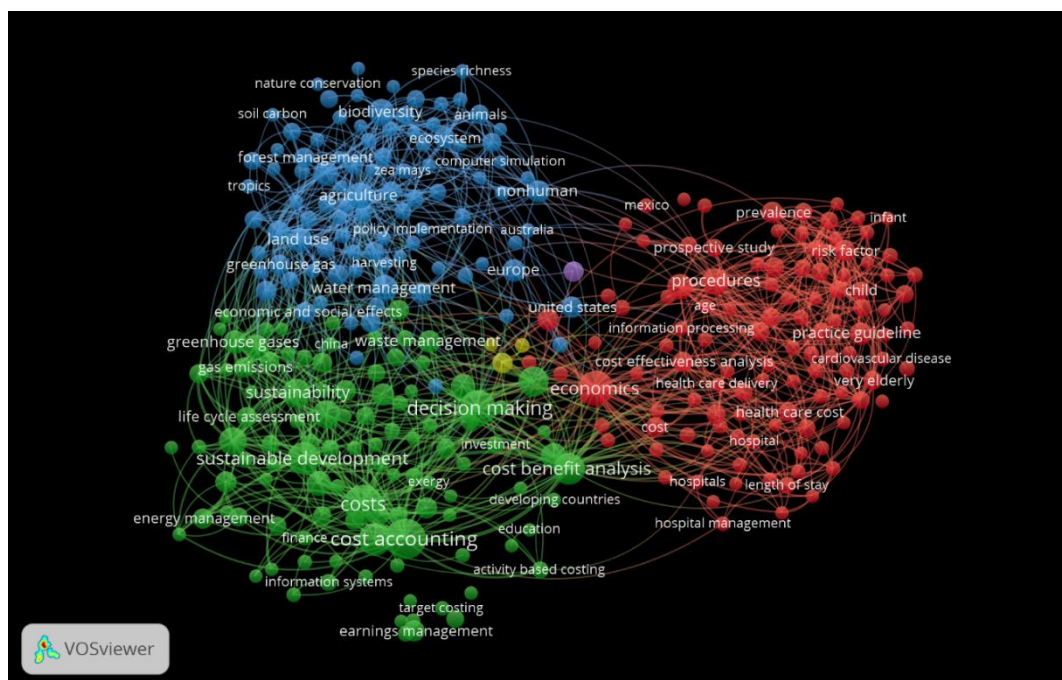 species richness
nature conservation
soil carbon
biodiversity
animals
ecosystem
forest management
computer simulation
zea mays
tropics
agriculture
nonhuman
mexico
prevalence
infant
policy implementation
australia
land use
prospective study
risk factor
greenhouse gas
harvesting
europe
procedures
child
water management
economic and social effects
united states
age
greenhouse gases
china
waste management
information processing
practice guideline
gas emissions
cost effectiveness analysis
cardiovascular disease
sustainability
economics
health care delivery
very elderly
life cycle assessment
decision making
health care cost
cost
investment
hospital
sustainable development
cost benefit analysis
exergy
hospitals
length of stay
costs
developing countries
energy management
hospital management
finance
cost accounting
education
information systems
activity based costing
target costing
earnings management
VOSviewer